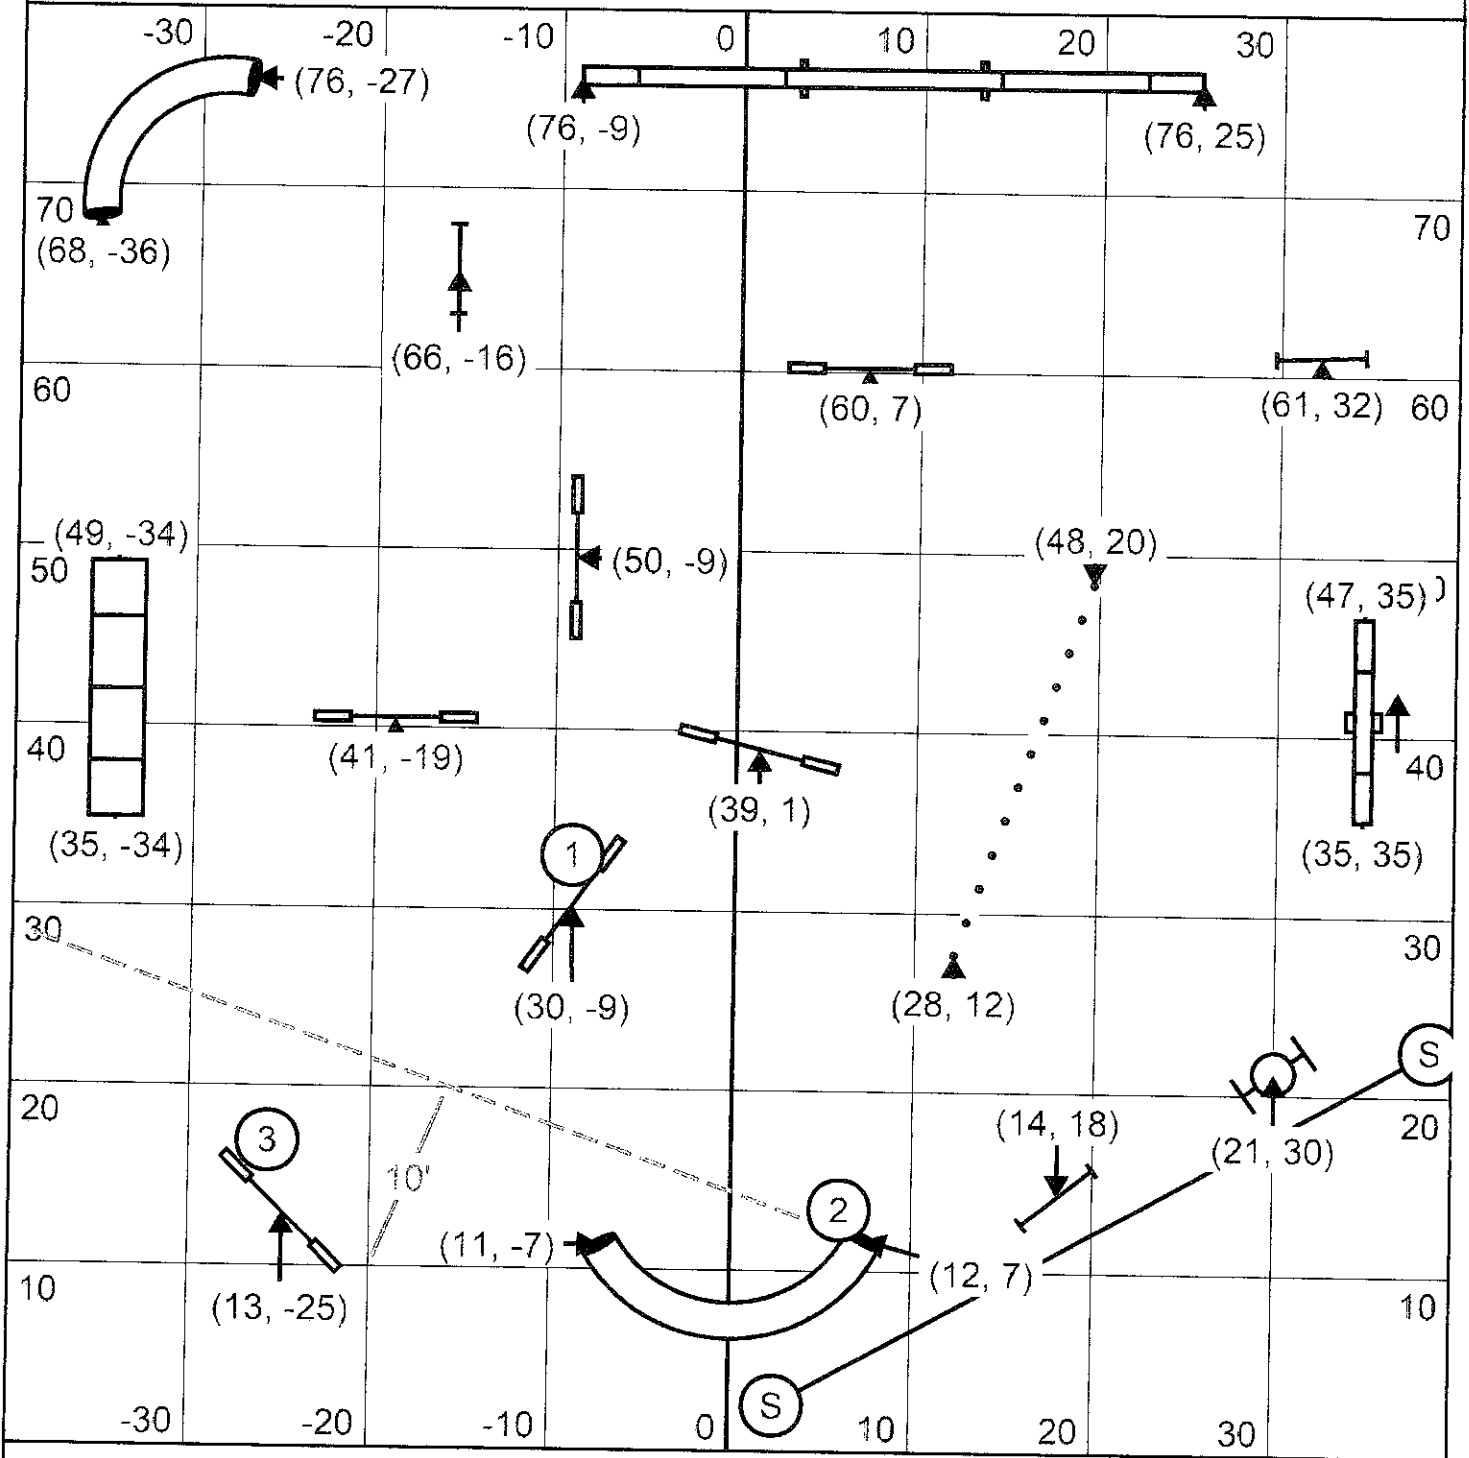 -30 -20 -10 0 10 20 30
(76, -27)
(76, -9) (76, 25)
70 70
(68, -36)
(66, -16)
60 (60, 7) (61, 32) 60
(49, -34) (48, 20)
50 (50, -9) (47, 35)
40 (41, -19) (39, 1) 40
(35, -34) 1 (35, 35)
30 30
(30, -9) (28, 12)
S
20 (14, 18) 20
3 (21, 30)
10'
2
(11, -7) (12, 7)
10 (13, -25) 10
S
-30 -20 -10 0 10 20 30